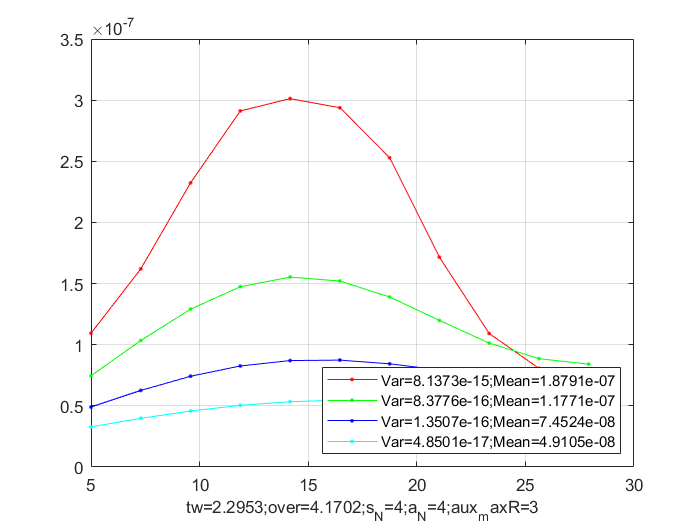 ×10-7
3.5
3
2.5
2
1.5
1
0.5
0
Var=8.1373e-15;Mean=1.8791e-07
Var=8.3776e-16;Mean=1.1771e-07
Var=1.3507e-16;Mean=7.4524e-08
Var=4.8501e-17;Mean=4.9105e-08
5 10 15 20 25 30
tw=2.2953;over=4.1702;sN=4;aN=4;auxmaxR=3